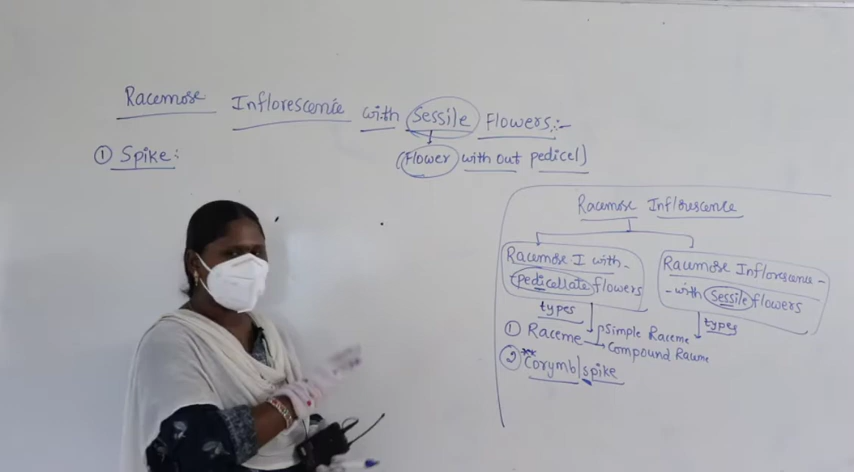 Racemose Inflorescence with Sessile Flowers:-
① Spike:
(Flower with out pedicel)
Racemose Inflorescence
Racemose I with-
pedicellate flowers
types
① Raceme
Simple Raceme
Compound Raceme
② ** Corymb|spike
Racemose Inflorescence-
-with Sessile flowers
types